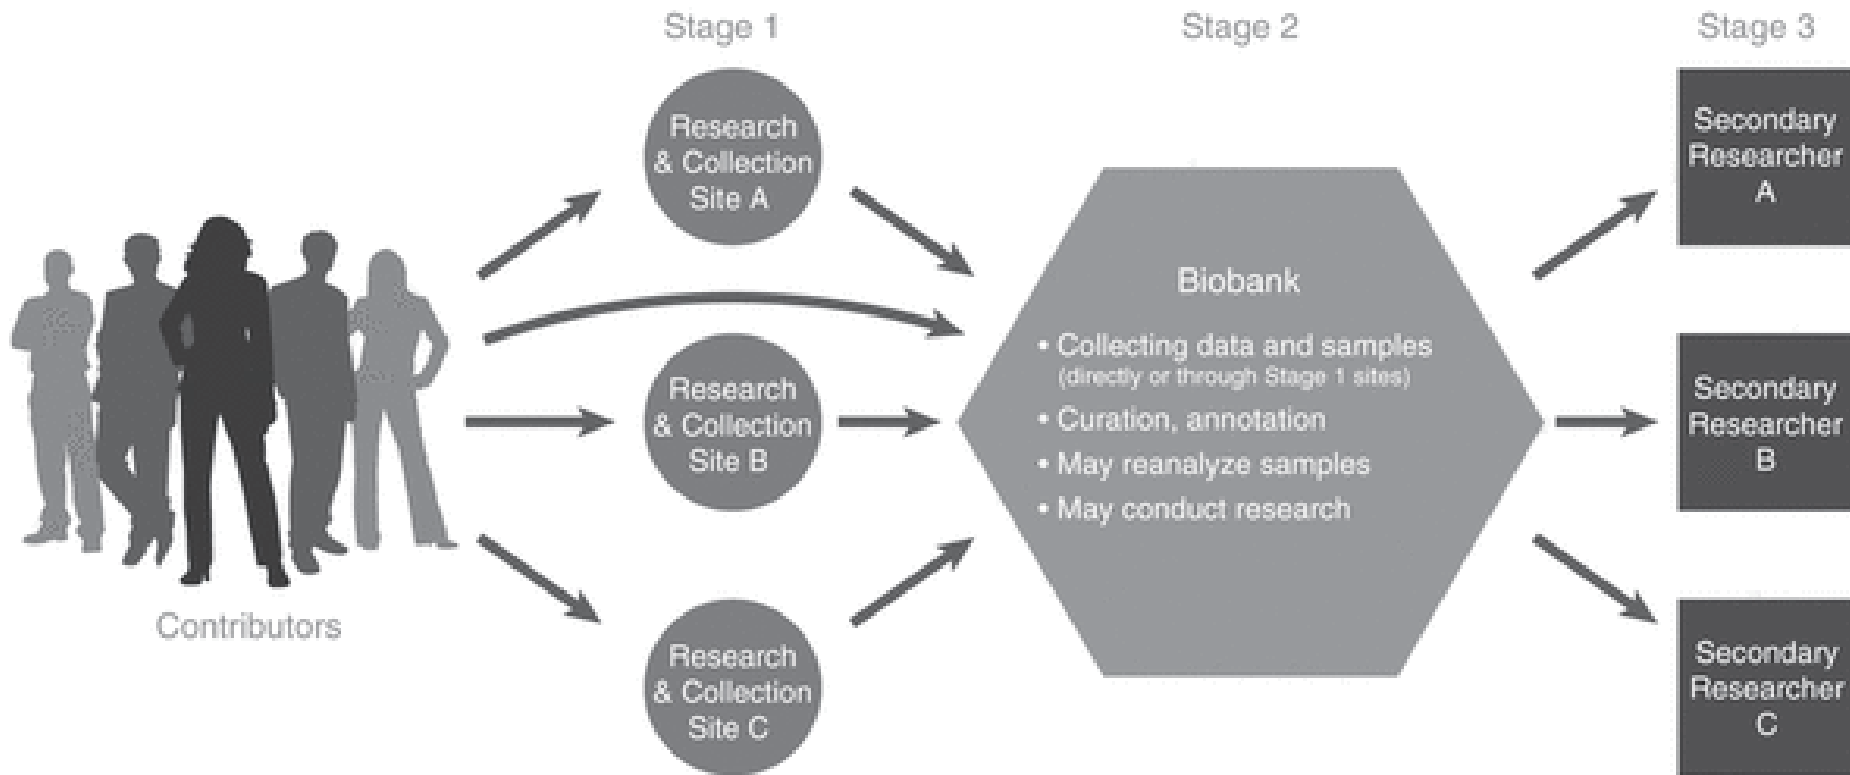 Stage 1
Stage 2
Stage 3
Research
& Collection
Site A
Research
& Collection
Site B
Research
& Collection
Site C
Contributors
Biobank
• Collecting data and samples
(directly or through Stage 1 sites)
• Curation, annotation
• May reanalyze samples
• May conduct research
Secondary
Researcher
A
Secondary
Researcher
B
Secondary
Researcher
C